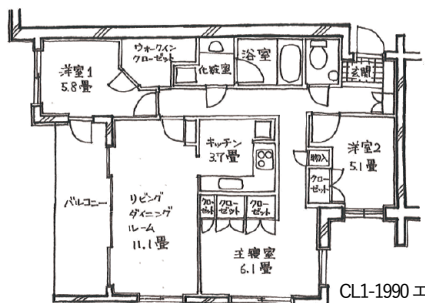 ウォークイン
クローゼット
化粧室
浴室
玄関
洋室1
5.8畳
キッチン
3.7畳
洋室2
5.1畳
物入
クロー
ゼット
バルコニー
リビング
ダイニング
ルーム
11.1畳
クロー
ゼット
クロー
ゼット
クロー
ゼット
主寝室
6.1畳
CL1-1990 エ